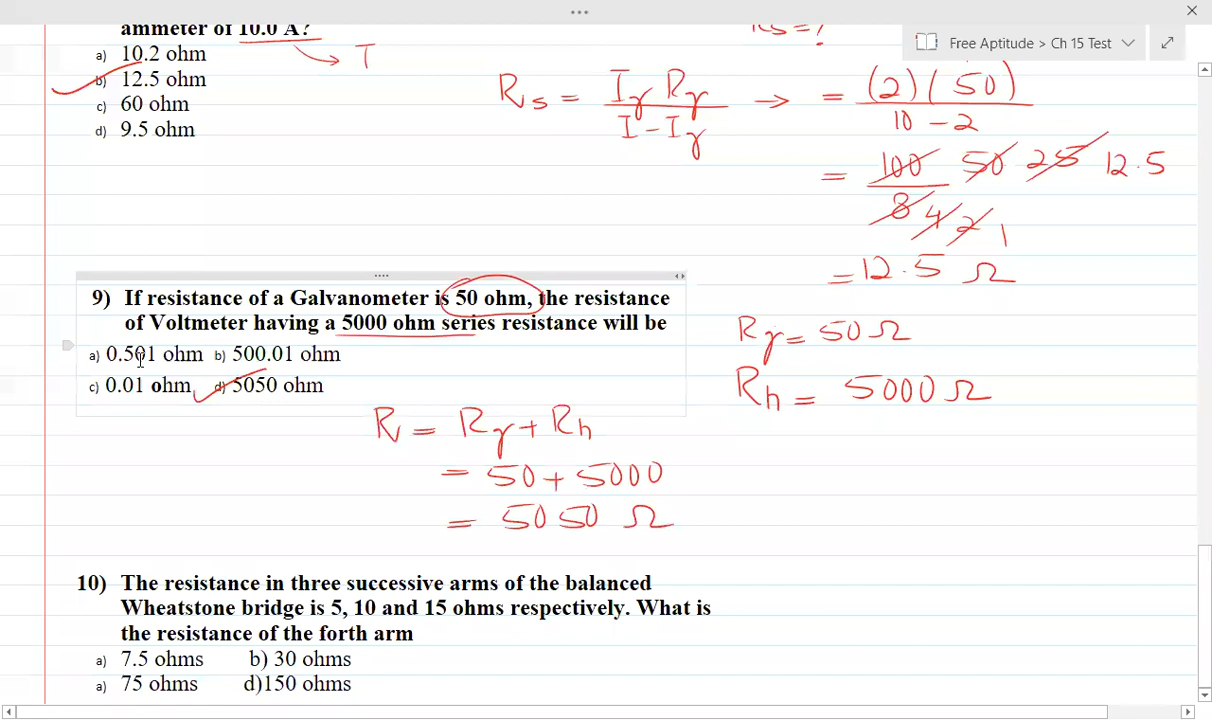 ammeter of 10.0 A?
a) 10.2 ohm
b) 12.5 ohm
c) 60 ohm
d) 9.5 ohm
T
Rs = ?
Free Aptitude > Ch 15 Test
Rs = Ig Rg / I - Ig → = (2)(50) / 10 - 2
= 100 50 25 12.5 / 8 4 2 1
= 12.5 Ω
9) If resistance of a Galvanometer is 50 ohm, the resistance
of Voltmeter having a 5000 ohm series resistance will be
a) 0.501 ohm b) 500.01 ohm
c) 0.01 ohm d) 5050 ohm
Rg = 50 Ω
Rh = 5000 Ω
R = Rg + Rh
= 50 + 5000
= 5050 Ω
10) The resistance in three successive arms of the balanced
Wheatstone bridge is 5, 10 and 15 ohms respectively. What is
the resistance of the forth arm
a) 7.5 ohms b) 30 ohms
a) 75 ohms d)150 ohms